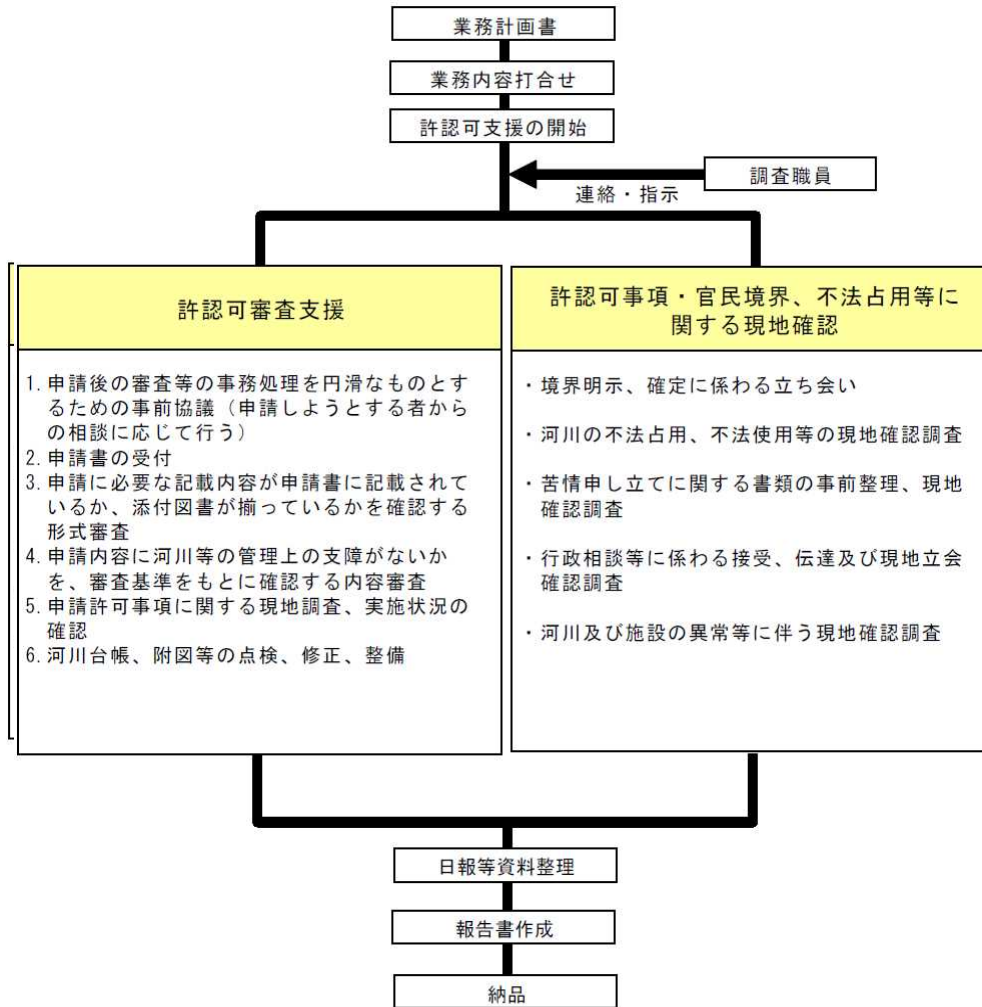 業務計画書
業務内容打合せ
許認可支援の開始
調査職員
連絡・指示
許認可審査支援
1. 申請後の審査等の事務処理を円滑なものとす
るための事前協議（申請しようとする者から
の相談に応じて行う）
2. 申請書の受付
3. 申請に必要な記載内容が申請書に記載されて
いるか、添付図書が揃っているかを確認する
形式審査
4. 申請内容に河川等の管理上の支障がないか
を、審査基準をもとに確認する内容審査
5. 申請許可事項に関する現地調査、実施状況の
確認
6. 河川台帳、附図等の点検、修正、整備
許認可事項・官民境界、不法占用等に
関する現地確認
・境界明示、確定に係わる立ち会い
・河川の不法占用、不法使用等の現地確認調査
・苦情申し立てに関する書類の事前整理、現地
確認調査
・行政相談等に係わる接受、伝達及び現地立会
確認調査
・河川及び施設の異常等に伴う現地確認調査
日報等資料整理
報告書作成
納品